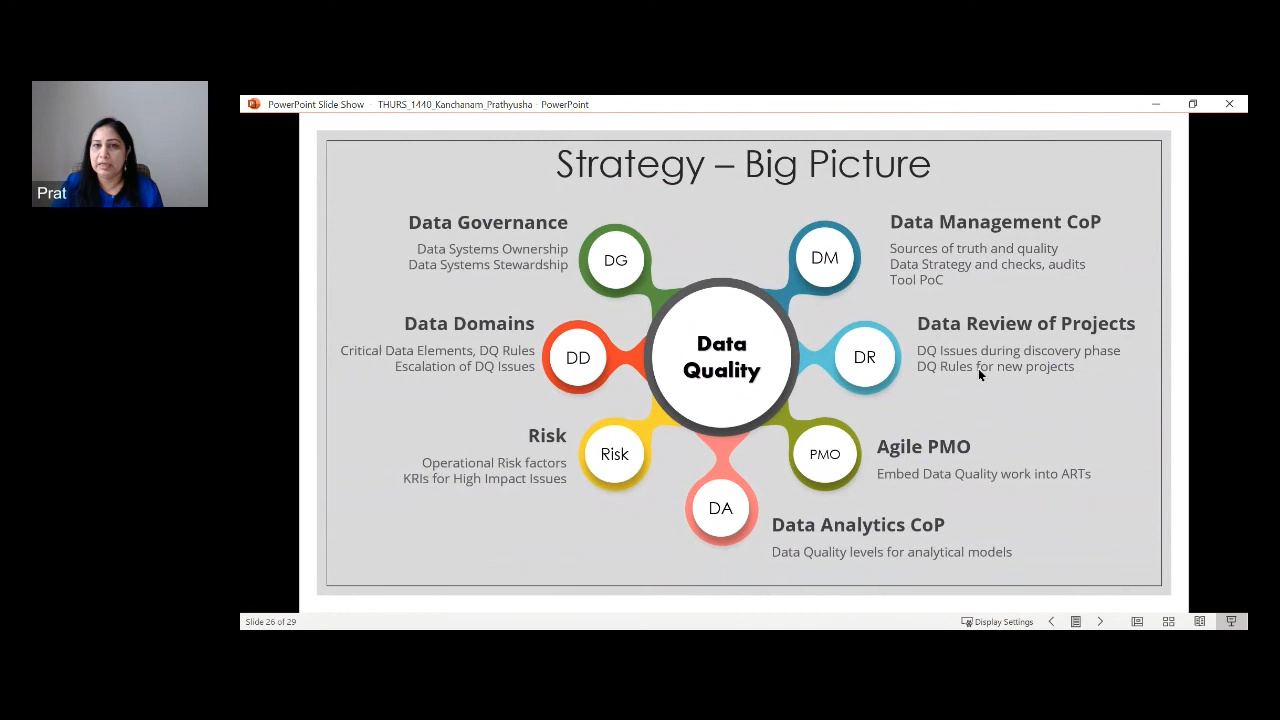 PowerPoint Slide Show - THURS_1440_Kanchanam_Prathyusha - PowerPoint
Prat
Strategy – Big Picture
Data Governance
Data Systems Ownership
Data Systems Stewardship
DG
DM
Data Management CoP
Sources of truth and quality
Data Strategy and checks, audits
Tool PoC
Data Domains
Critical Data Elements, DQ Rules
Escalation of DQ Issues
DD
Data
Quality
DR
Data Review of Projects
DQ Issues during discovery phase
DQ Rules for new projects
Risk
Operational Risk factors
KRIs for High Impact Issues
Risk
PMO
Agile PMO
Embed Data Quality work into ARTs
DA
Data Analytics CoP
Data Quality levels for analytical models
Slide 26 of 29
Display Settings